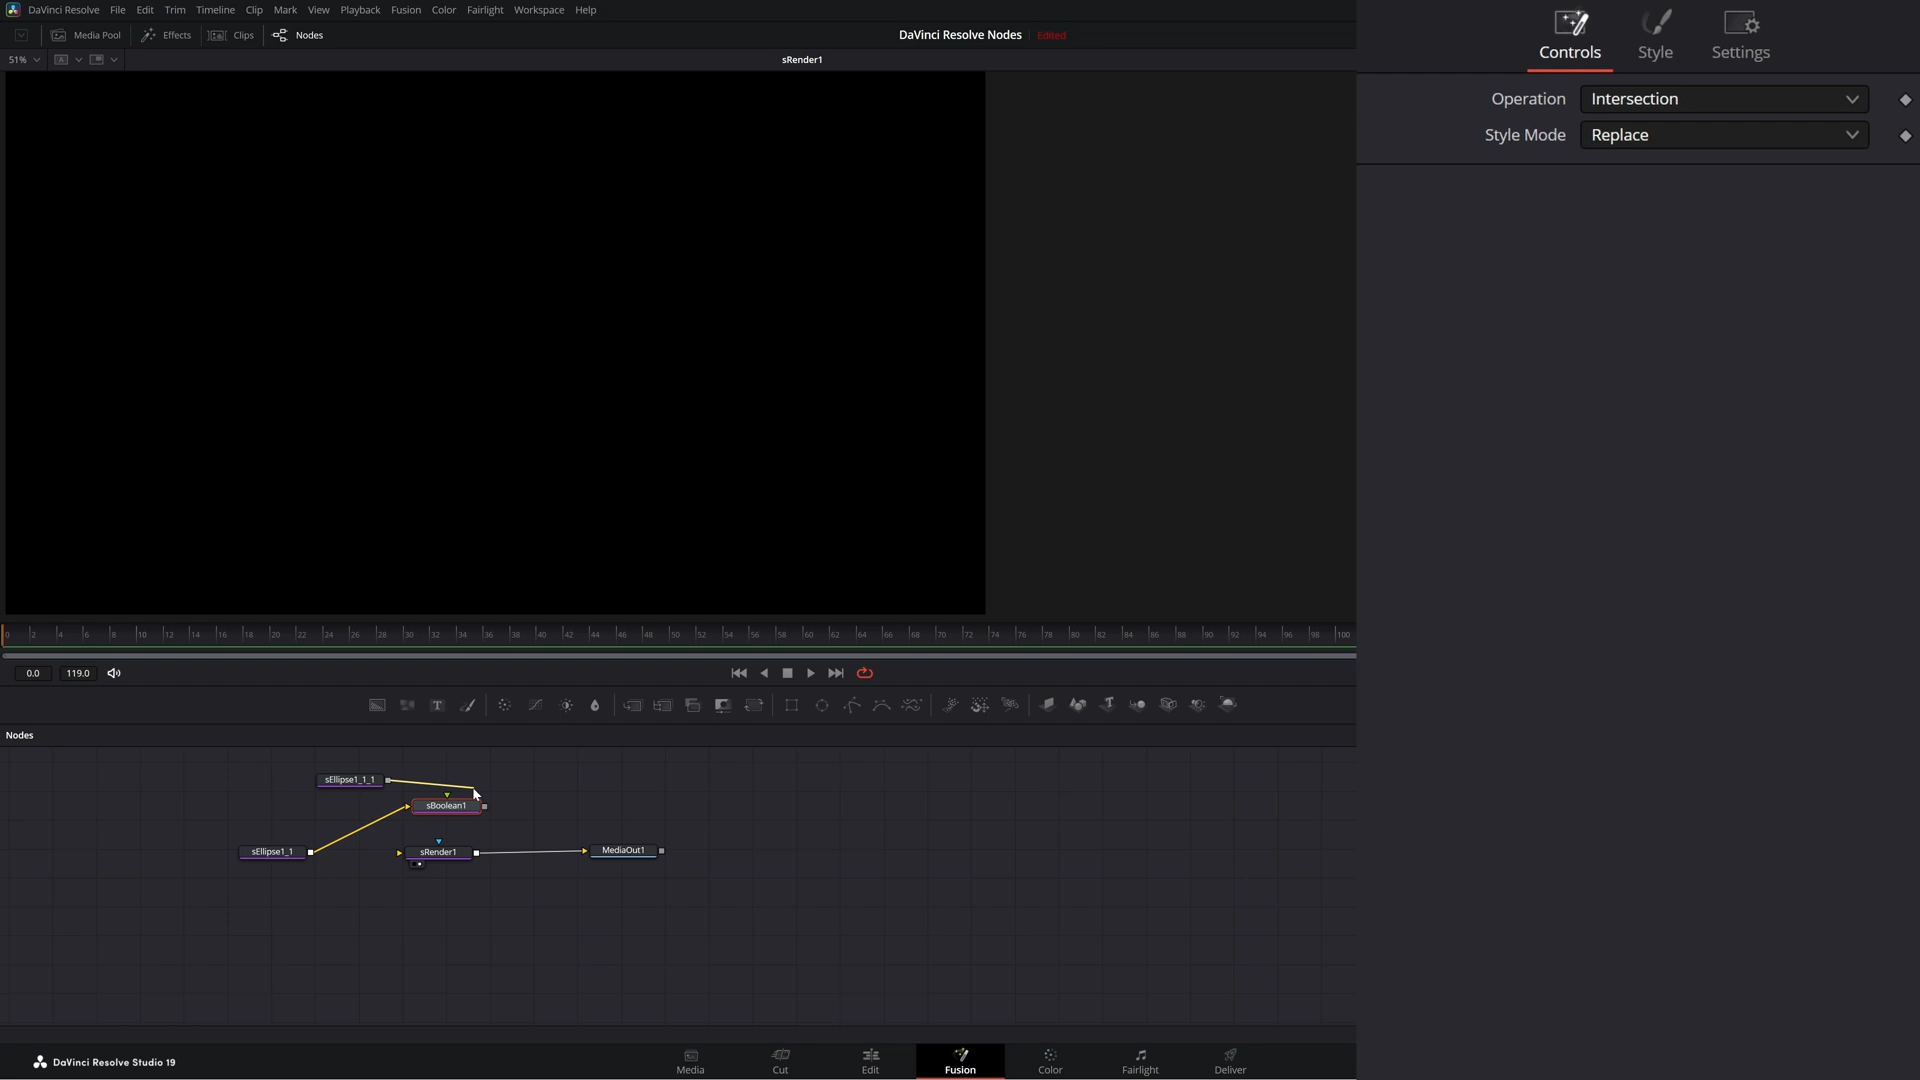 DaVinci Resolve File Edit Trim Timeline Clip Mark View Playback Fusion Color Fairlight Workspace Help
Media Pool Effects Clips Nodes DaVinci Resolve Nodes Edited
51% A sRender1
Controls Style Settings
Operation Intersection
Style Mode Replace
0 2 4 6 8 10 12 14 16 18 20 22 24 26 28 30 32 34 36 38 40 42 44 46 48 50 52 54 56 58 60 62 64 66 68 70 72 74 76 78 80 82 84 86 88 90 92 94 96 98 100
0.0 119.0
T T
Nodes
sEllipse1_1_1
sBoolean1
sEllipse1_1 sRender1 MediaOut1
DaVinci Resolve Studio 19
Media Cut Edit Fusion Color Fairlight Deliver